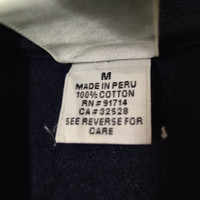 M
MADE IN PERU
100% COTTON
RN # 91714
CA # 32528
SEE REVERSE FOR
CARE